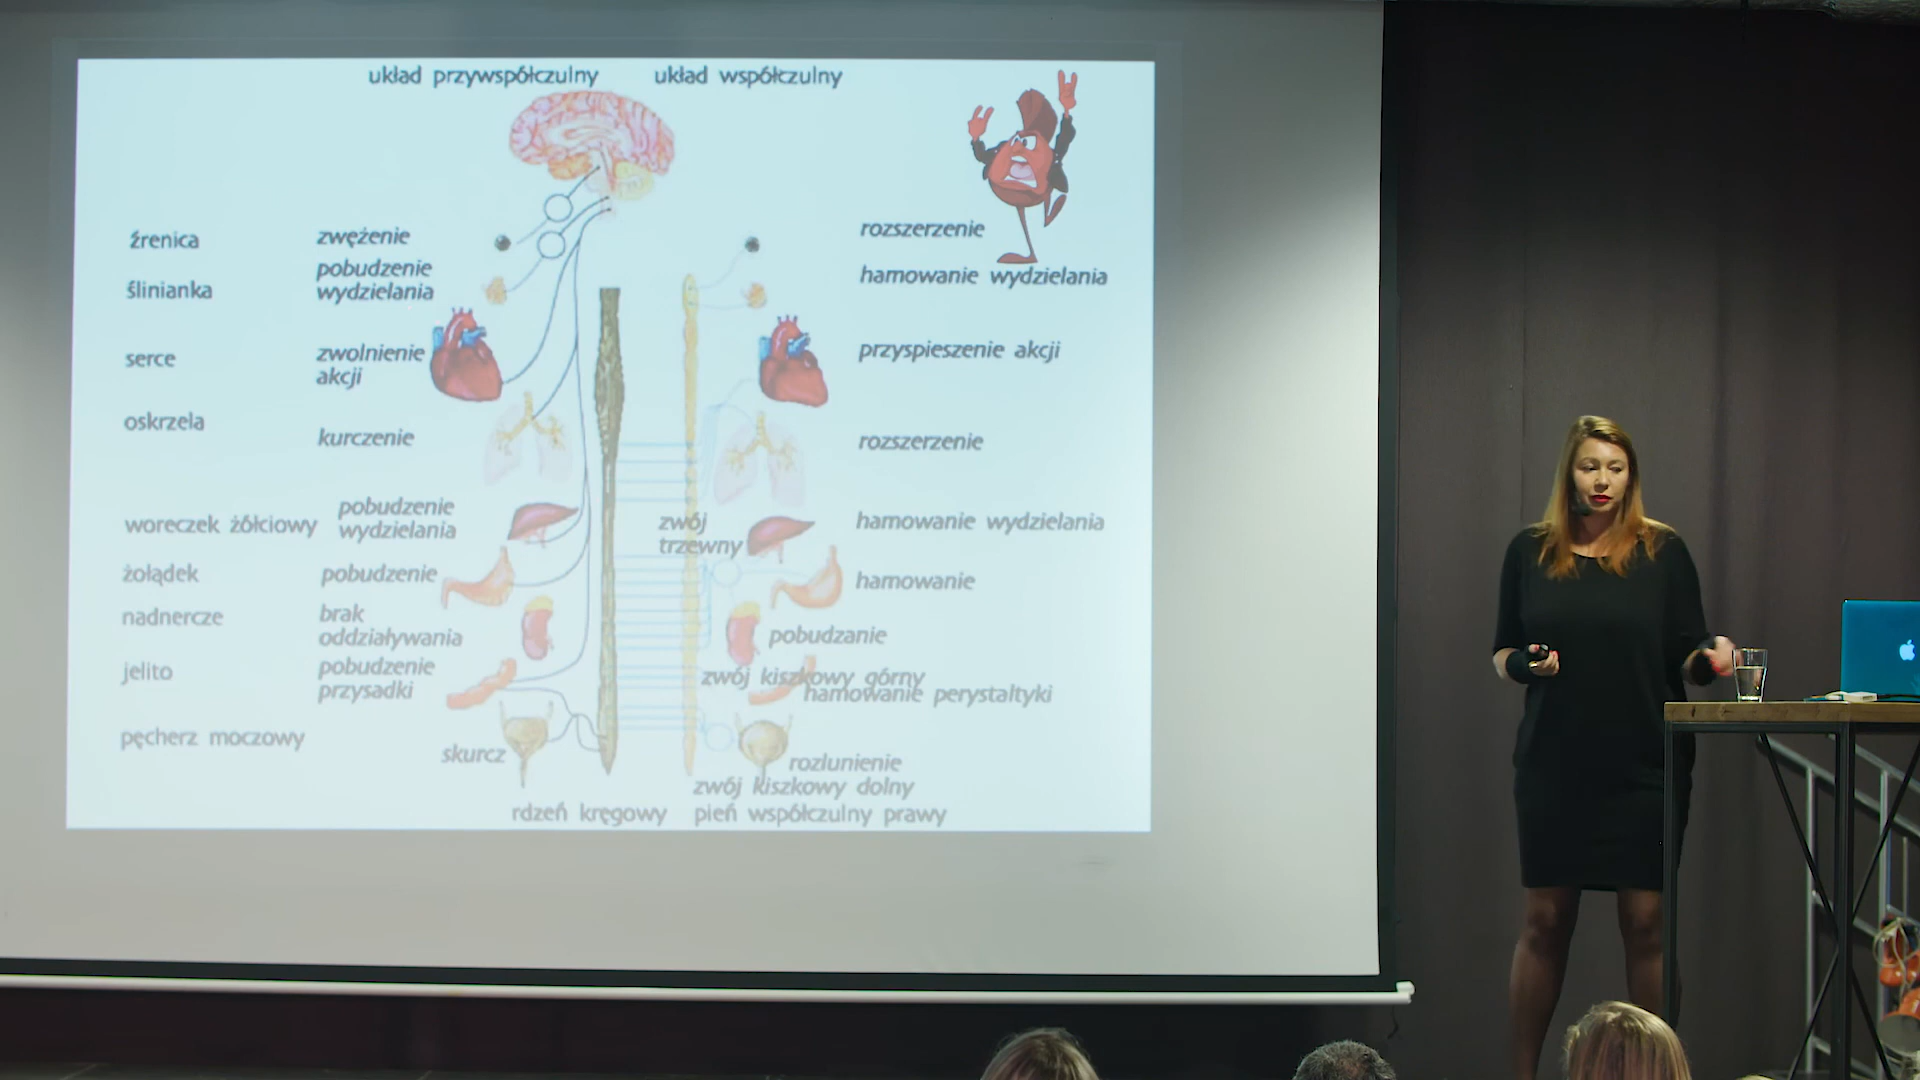 układ przywspółczulny układ współczulny
źrenica zwężenie rozszerzenie
ślinianka pobudzenie wydzielania hamowanie wydzielania
serce zwolnienie akcji przyspieszenie akcji
oskrzela kurczenie rozszerzenie
woreczek żółciowy pobudzenie wydzielania zwój trzewny hamowanie wydzielania
żołądek pobudzenie hamowanie
nadnercze brak oddziaływania pobudzanie
jelito pobudzenie przysadki zwój kiszkowy górny hamowanie perystaltyki
pęcherz moczowy skurcz rozlunienie
zwój kiszkowy dolny
rdzeń kręgowy pień współczulny prawy